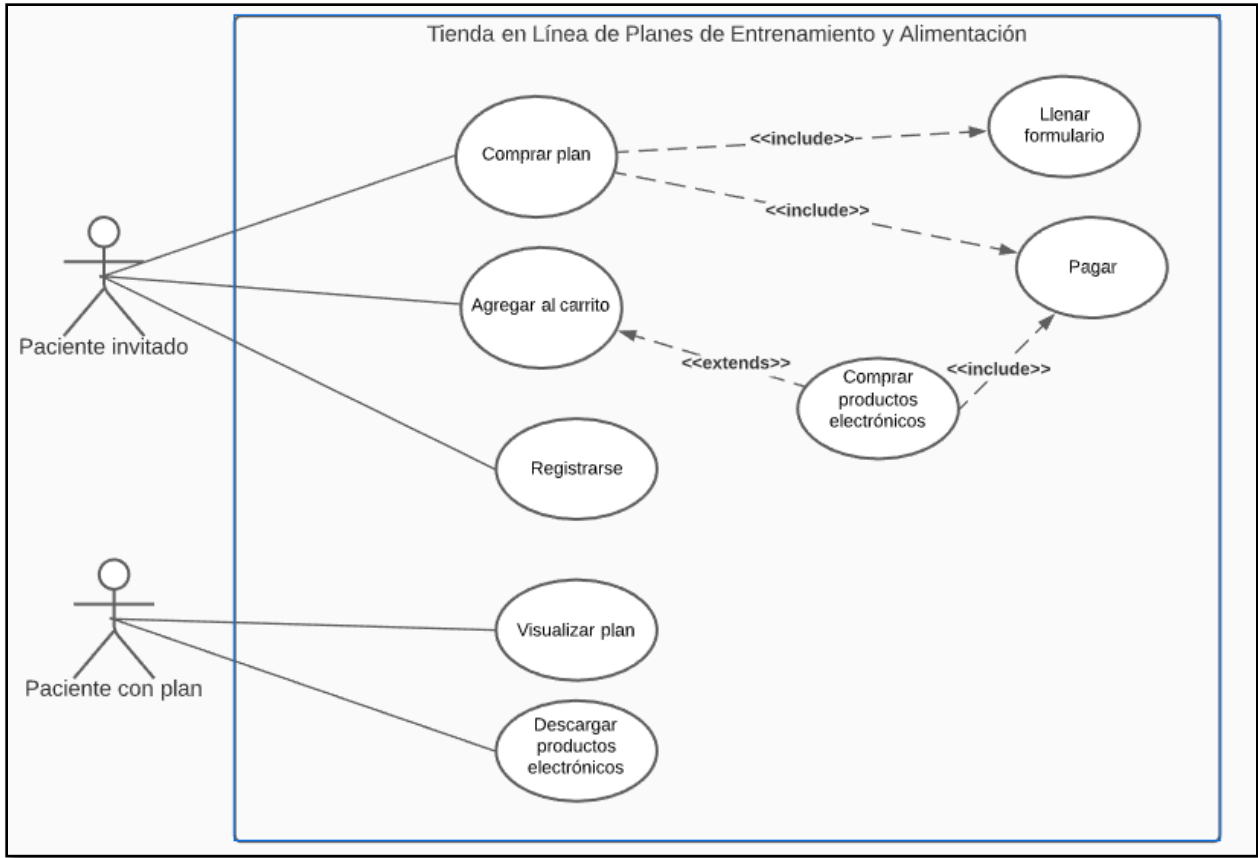 Tienda en Línea de Planes de Entrenamiento y Alimentación
Comprar plan
<<include>>
Llenar
formulario
<<include>>
Pagar
Paciente invitado
Agregar al carrito
<<extends>>
Comprar
productos
electrónicos
<<include>>
Registrarse
Paciente con plan
Visualizar plan
Descargar
productos
electrónicos